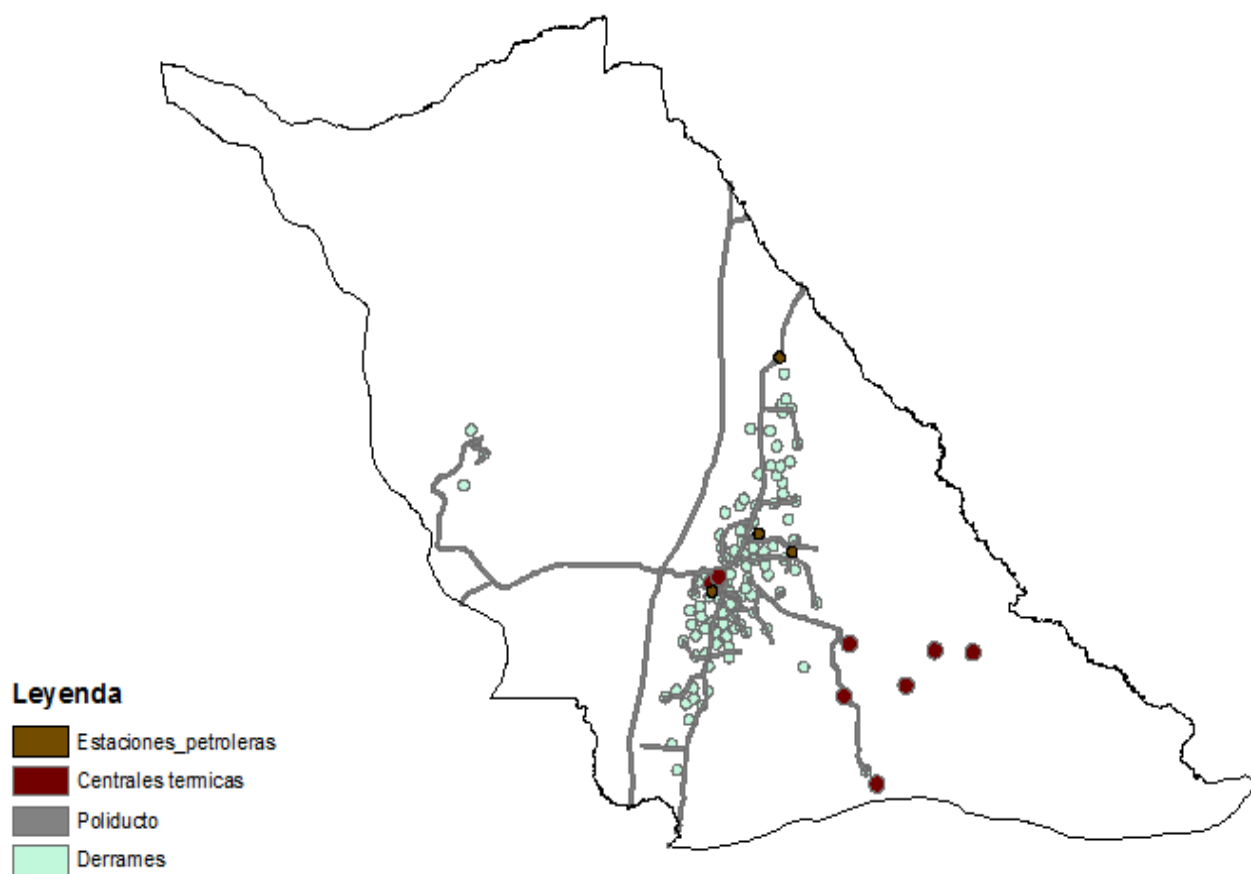 Leyenda
Estaciones_petroleras
Centrales termicas
Poliducto
Derrames